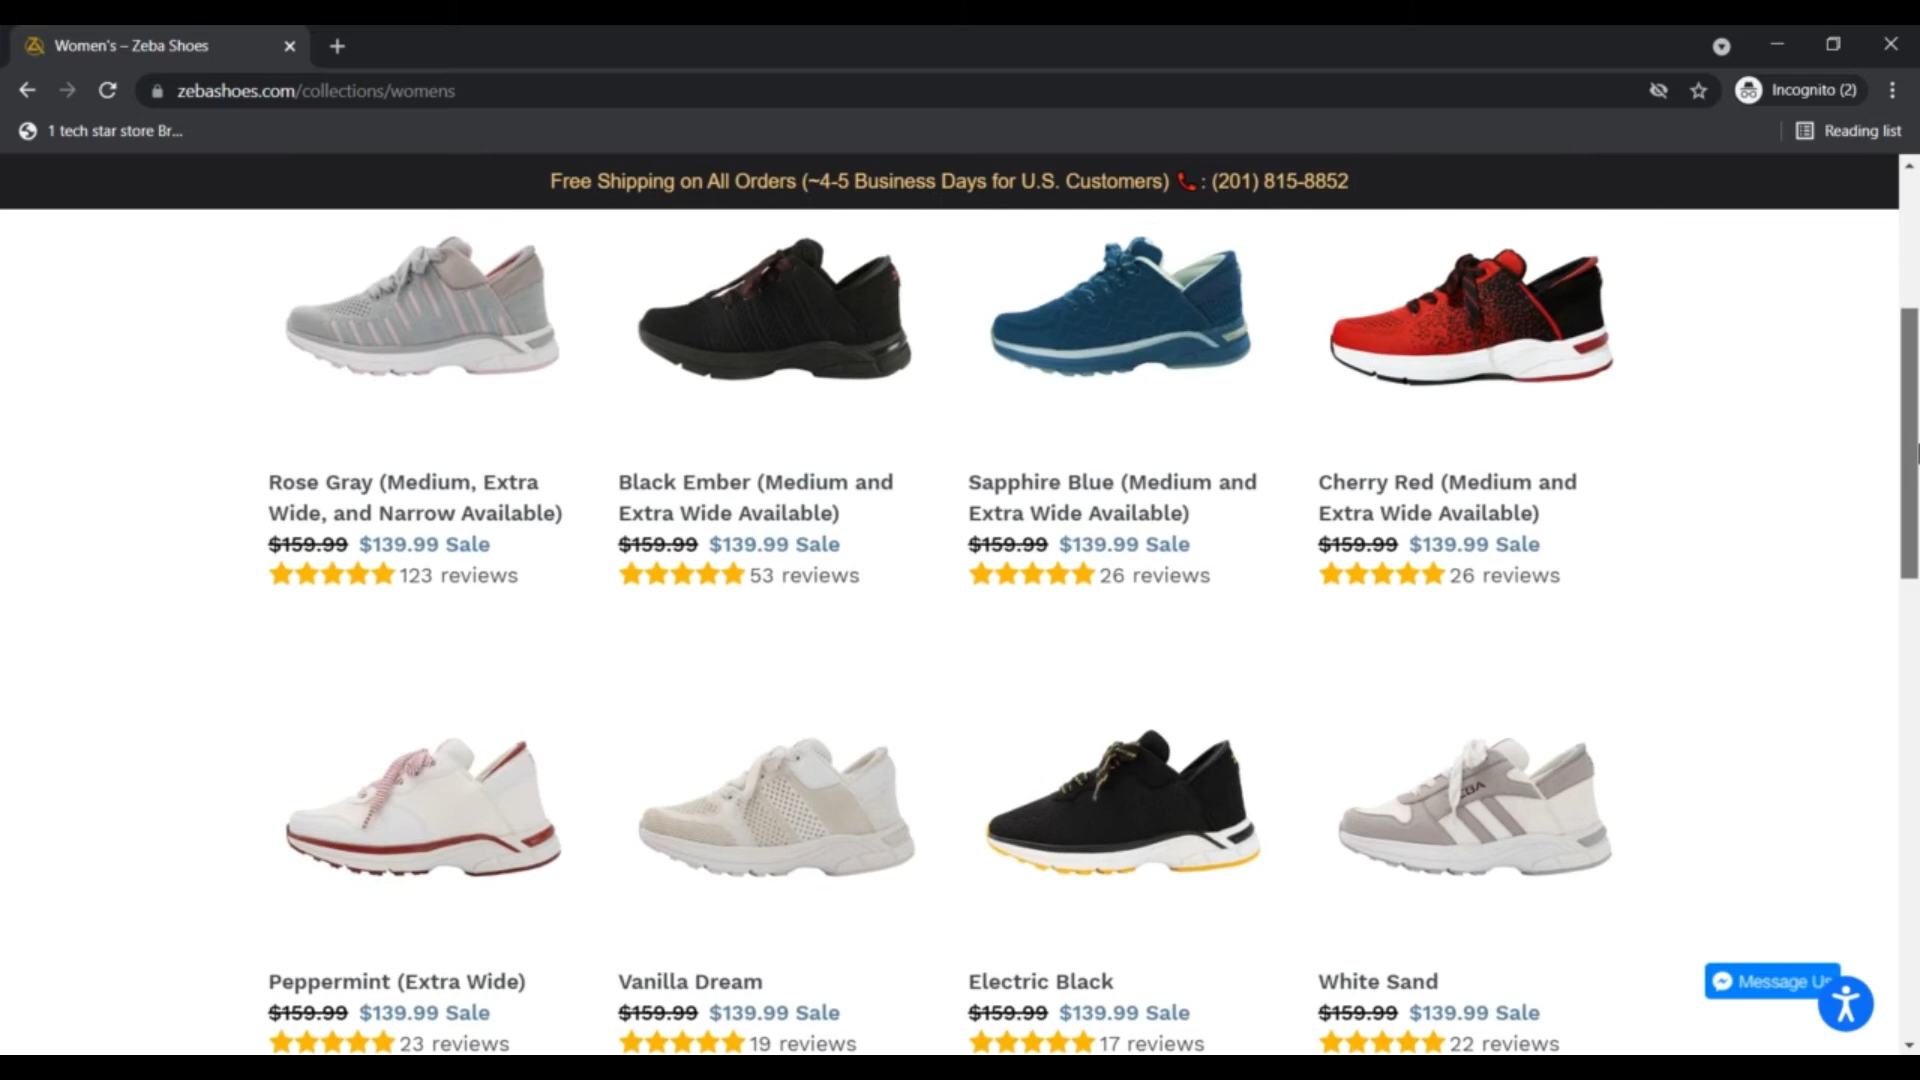 Women's – Zeba Shoes
zebashoes.com/collections/womens
Incognito (2)
1 tech star store Br...
Reading list
Free Shipping on All Orders (~4-5 Business Days for U.S. Customers) 📞: (201) 815-8852
Rose Gray (Medium, Extra
Wide, and Narrow Available)
$159.99 $139.99 Sale
123 reviews
Black Ember (Medium and
Extra Wide Available)
$159.99 $139.99 Sale
53 reviews
Sapphire Blue (Medium and
Extra Wide Available)
$159.99 $139.99 Sale
26 reviews
Cherry Red (Medium and
Extra Wide Available)
$159.99 $139.99 Sale
26 reviews
Peppermint (Extra Wide)
$159.99 $139.99 Sale
23 reviews
Vanilla Dream
$159.99 $139.99 Sale
19 reviews
Electric Black
$159.99 $139.99 Sale
17 reviews
White Sand
$159.99 $139.99 Sale
22 reviews
Message Us